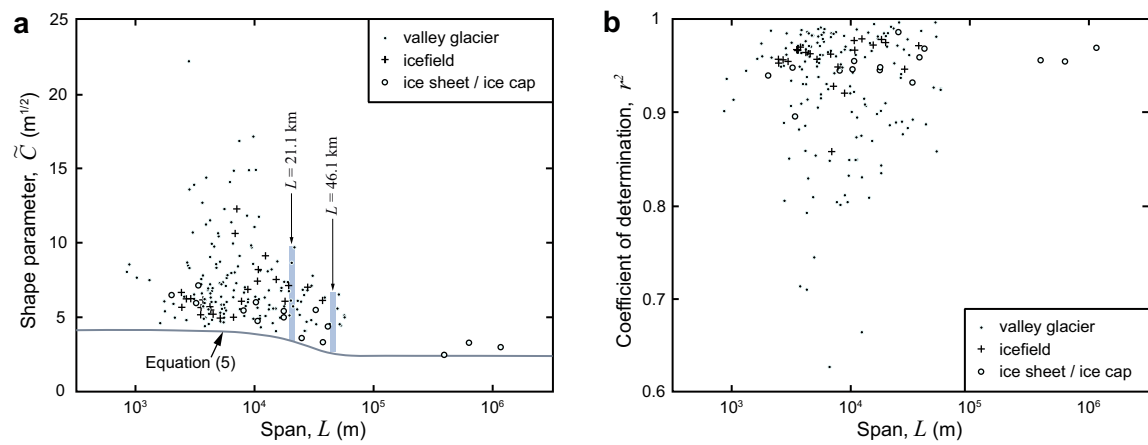 a
25
20
15
10
5
0
Shape parameter, C̃ (m¹/²)
valley glacier
icefield
ice sheet / ice cap
L = 21.1 km
L = 46.1 km
Equation (5)
10³
10⁴
10⁵
10⁶
Span, L (m)
b
1
0.9
0.8
0.7
0.6
Coefficient of determination, r²
valley glacier
icefield
ice sheet / ice cap
10³
10⁴
10⁵
10⁶
Span, L (m)